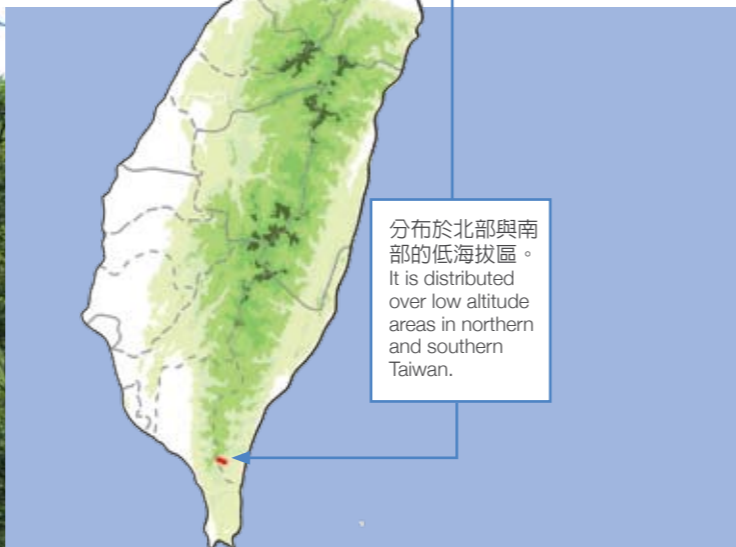 分布於北部與南
部的低海拔區。
It is distributed
over low altitude
areas in northern
and southern
Taiwan.